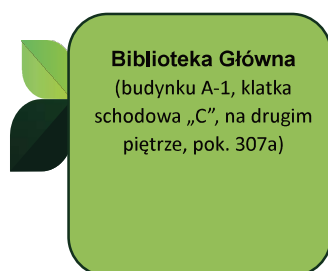 Biblioteka Główna
(budynku A-1, klatka
schodowa „C”, na drugim
piętrze, pok. 307a)